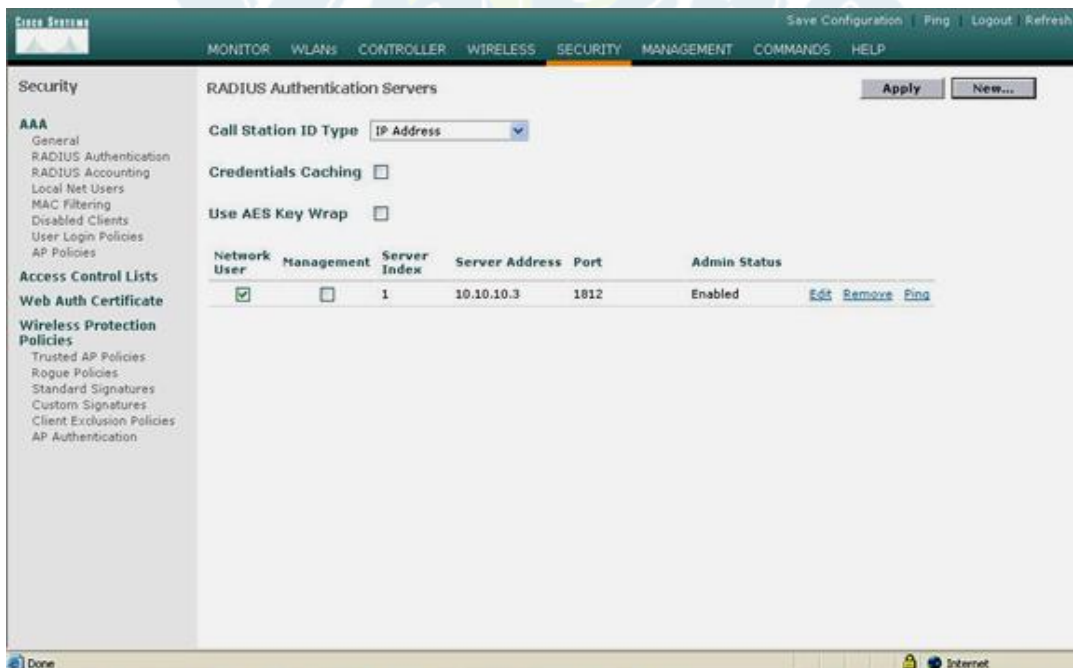 Cisco Systems
Save Configuration | Ping | Logout | Refresh
MONITOR WLANs CONTROLLER WIRELESS SECURITY MANAGEMENT COMMANDS HELP
Security
AAA
General
RADIUS Authentication
RADIUS Accounting
Local Net Users
MAC Filtering
Disabled Clients
User Login Policies
AP Policies
Access Control Lists
Web Auth Certificate
Wireless Protection
Policies
Trusted AP Policies
Rogue Policies
Standard Signatures
Custom Signatures
Client Exclusion Policies
AP Authentication
RADIUS Authentication Servers
Apply
New...
Call Station ID Type IP Address
Credentials Caching
Use AES Key Wrap
Network User Management Server Index Server Address Port Admin Status
1 10.10.10.3 1812 Enabled Edit Remove Ping
Done
Internet